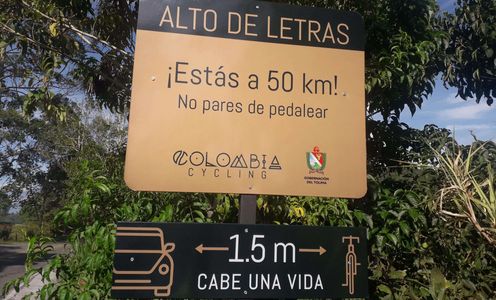 ALTO DE LETRAS
¡Estás a 50 km!
No pares de pedalear
COLOMBIA
CYCLING
GOBERNACIÓN
DEL TOLIMA
1.5 m
CABE UNA VIDA